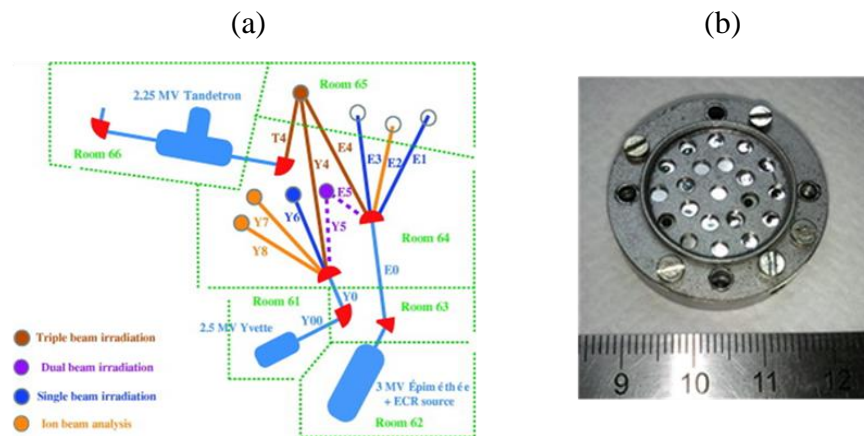 (a)
(b)
2.25 MV Tandetron
Room 65
Room 66
T4
Y4
E4
E3
E2
E1
E5
Y5
Y6
Y7
Y8
Room 64
E0
Room 61
Y0
Room 63
2.5 MV Yvette
Y00
3 MV Épiméthée
+ ECR source
Room 62
Triple beam irradiation
Dual beam irradiation
Single beam irradiation
Ion beam analysis
9 10 11 12